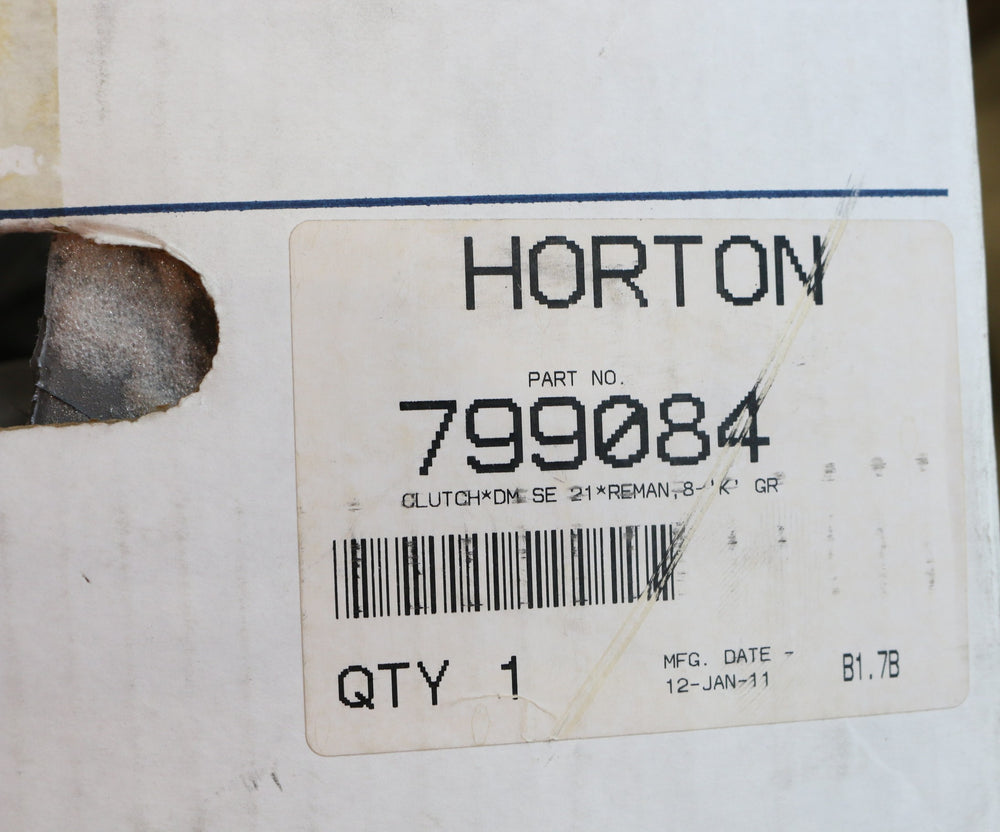 HORTON
PART NO.
799084
CLUTCH*DM SE 21*REMAN,8-'K' GR
QTY 1
MFG. DATE -
12-JAN-11
B1.7B